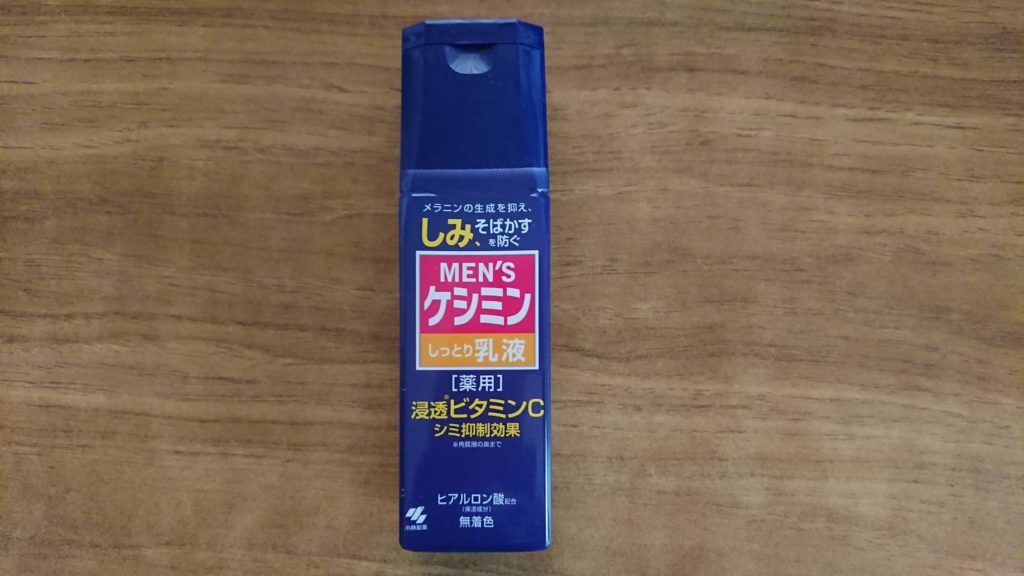 メラニンの生成を抑え、
しみ、そばかす
を防ぐ
MEN'S
ケシミン
しっとり乳液
[薬用]
浸透※ビタミンC
シミ抑制効果
※角質層の奥まで
ヒアルロン酸配合
(保湿成分)
無着色
小林製薬